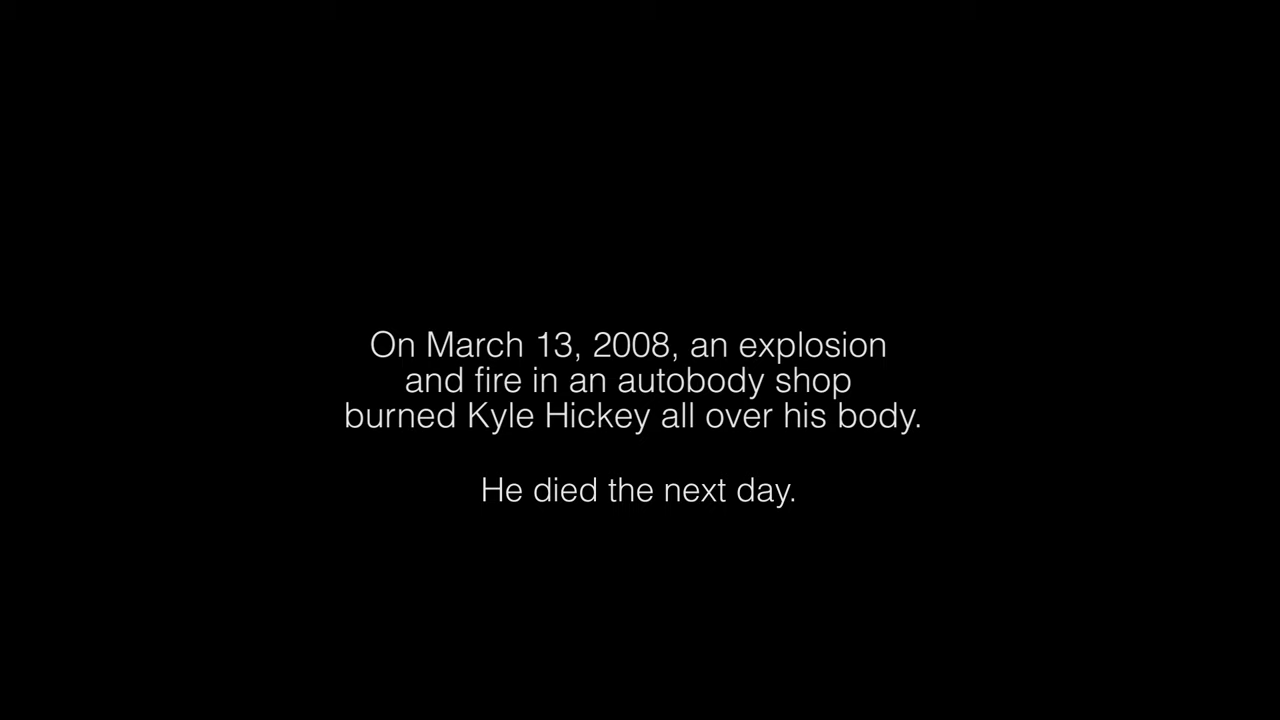 On March 13, 2008, an explosion
and fire in an autobody shop
burned Kyle Hickey all over his body.
He died the next day.